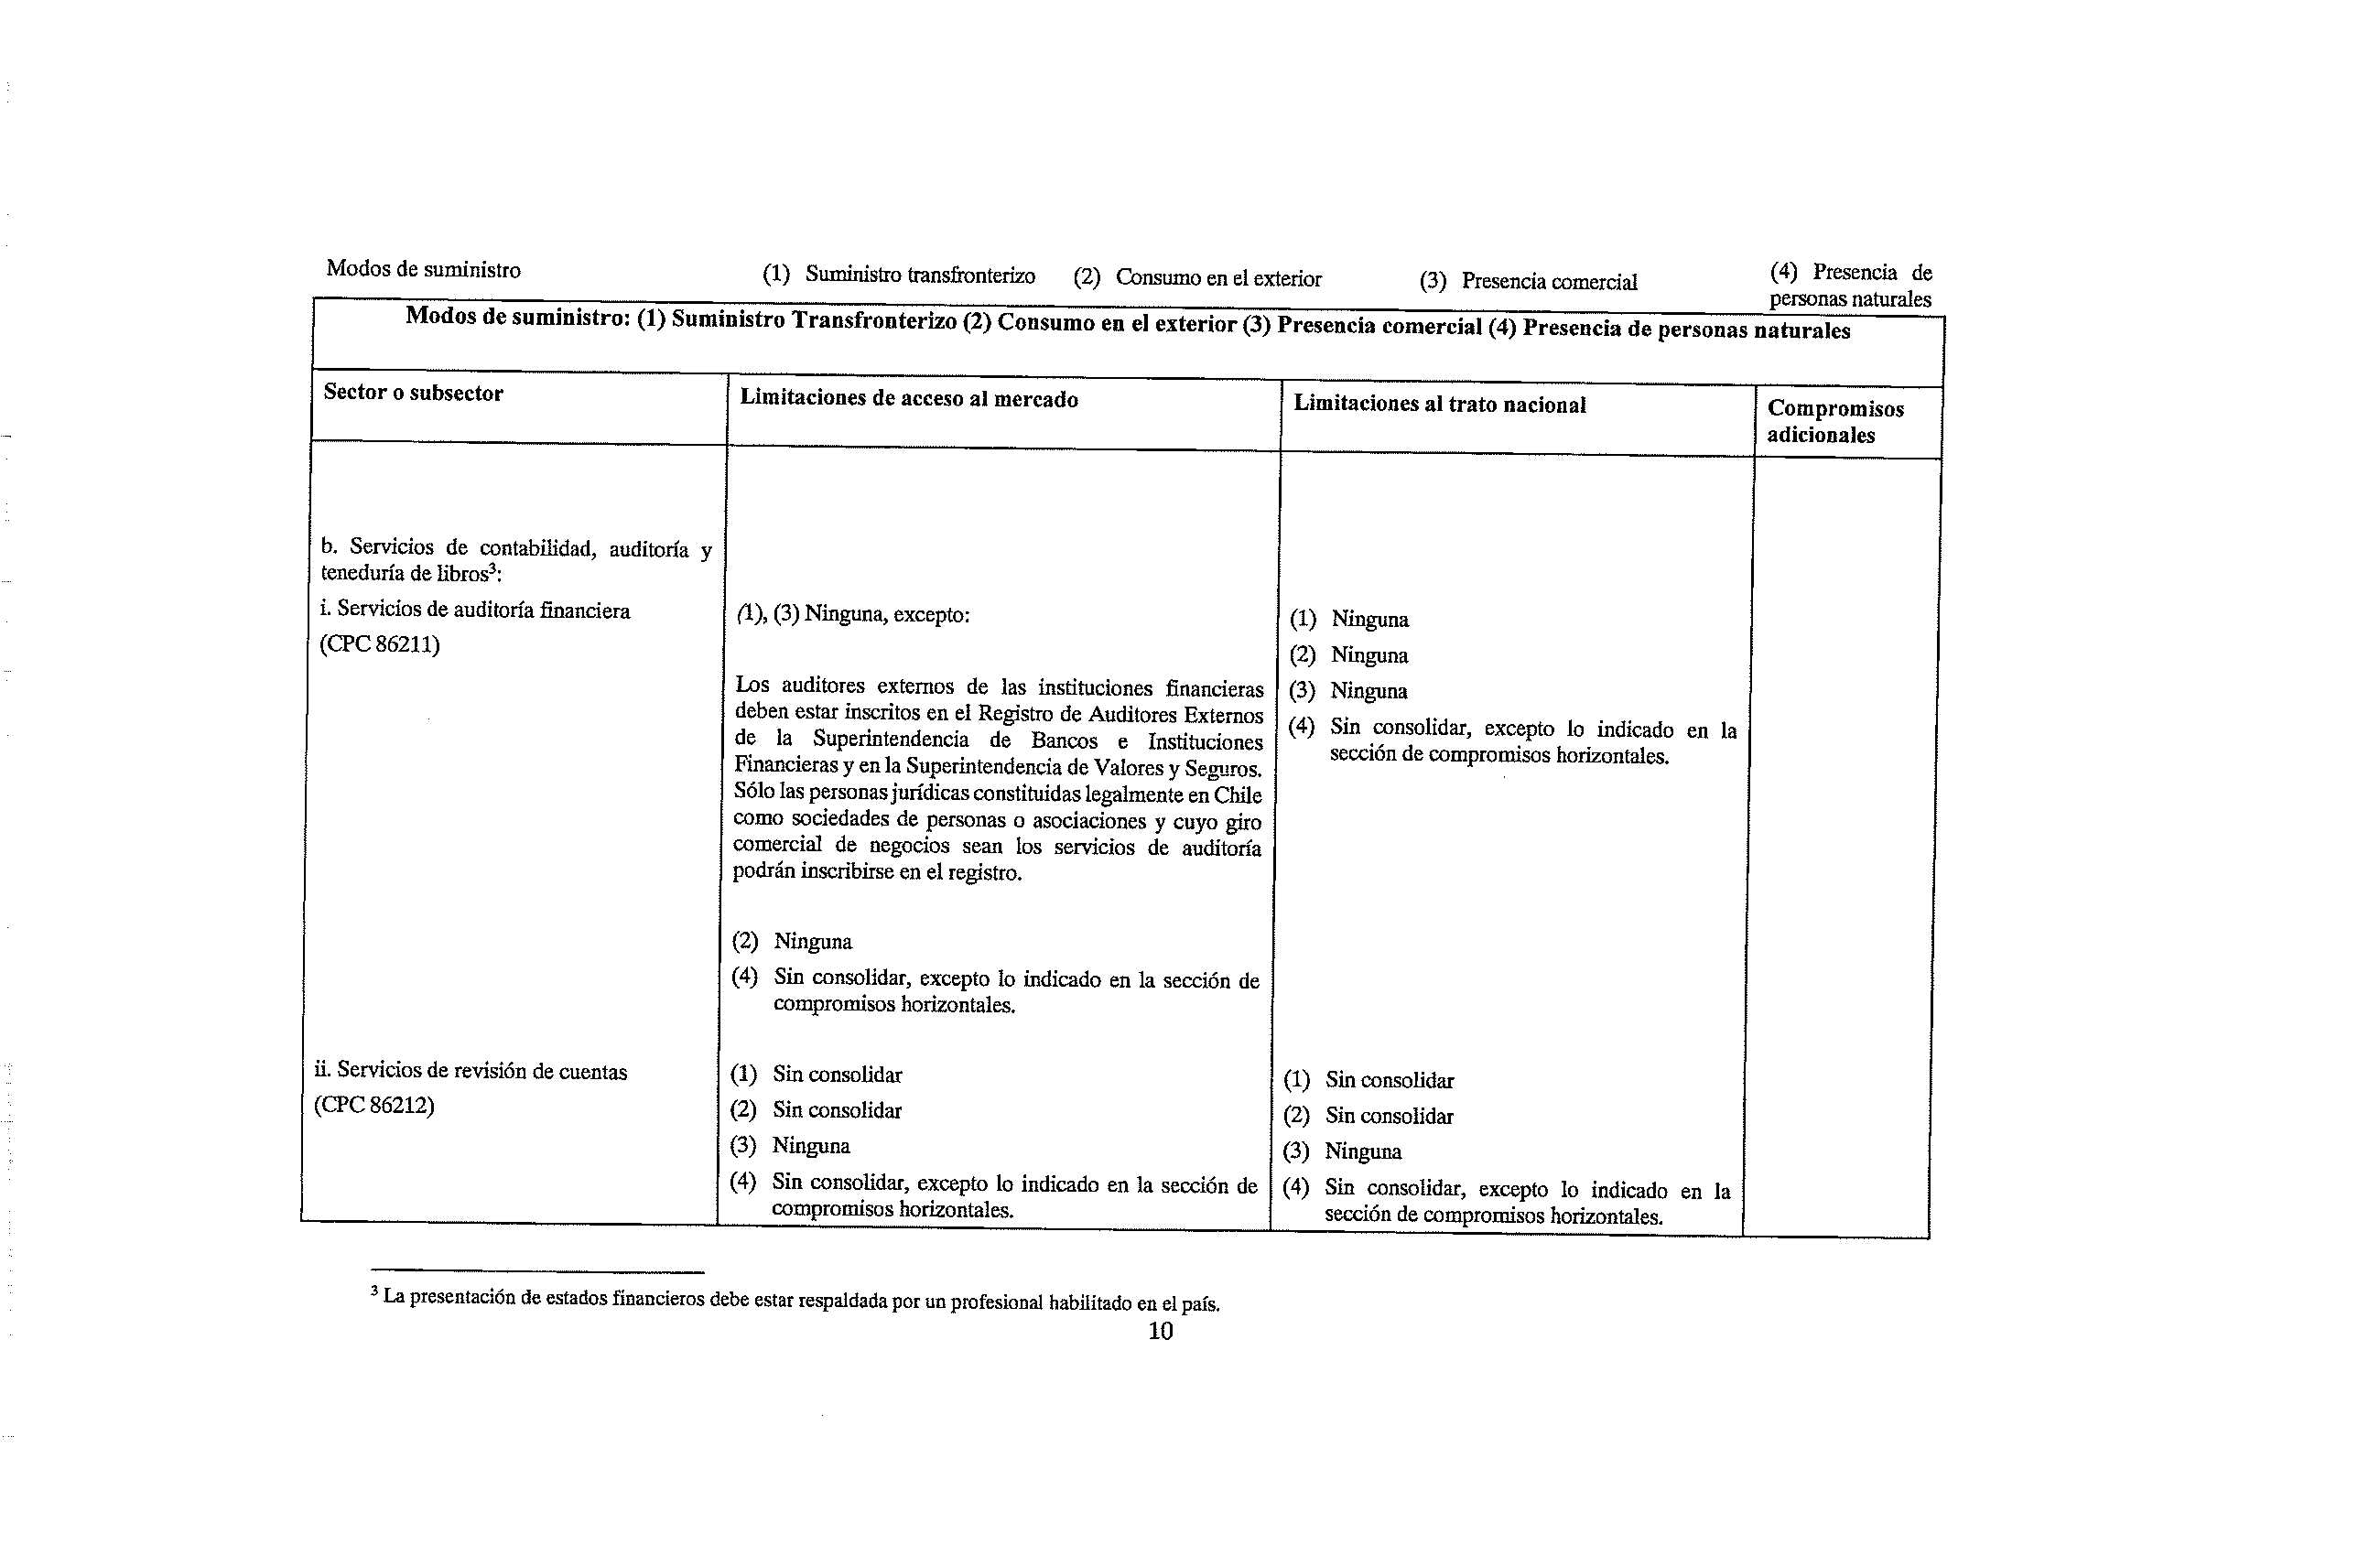 Modos de suministro (1) Suministro transfronterizo (2) Consumo en el exterior (3) Presencia comercial (4) Presencia de
personas naturales
Modos de suministro: (1) Suministro Transfronterizo (2) Consumo en el exterior (3) Presencia comercial (4) Presencia de personas naturales
Sector o subsector
Limitaciones de acceso al mercado
Limitaciones al trato nacional
Compromisos
adicionales
b. Servicios de contabilidad, auditoría y
teneduría de libros³:
i. Servicios de auditoría financiera
(CPC 86211)
(1), (3) Ninguna, excepto:
Los auditores externos de las instituciones financieras
deben estar inscritos en el Registro de Auditores Externos
de la Superintendencia de Bancos e Instituciones
Financieras y en la Superintendencia de Valores y Seguros.
Sólo las personas jurídicas constituidas legalmente en Chile
como sociedades de personas o asociaciones y cuyo giro
comercial de negocios sean los servicios de auditoría
podrán inscribirse en el registro.
(2) Ninguna
(4) Sin consolidar, excepto lo indicado en la sección de
compromisos horizontales.
(1) Ninguna
(2) Ninguna
(3) Ninguna
(4) Sin consolidar, excepto lo indicado en la
sección de compromisos horizontales.
ii. Servicios de revisión de cuentas
(CPC 86212)
(1) Sin consolidar
(2) Sin consolidar
(3) Ninguna
(4) Sin consolidar, excepto lo indicado en la sección de
compromisos horizontales.
(1) Sin consolidar
(2) Sin consolidar
(3) Ninguna
(4) Sin consolidar, excepto lo indicado en la
sección de compromisos horizontales.
³ La presentación de estados financieros debe estar respaldada por un profesional habilitado en el país.
10